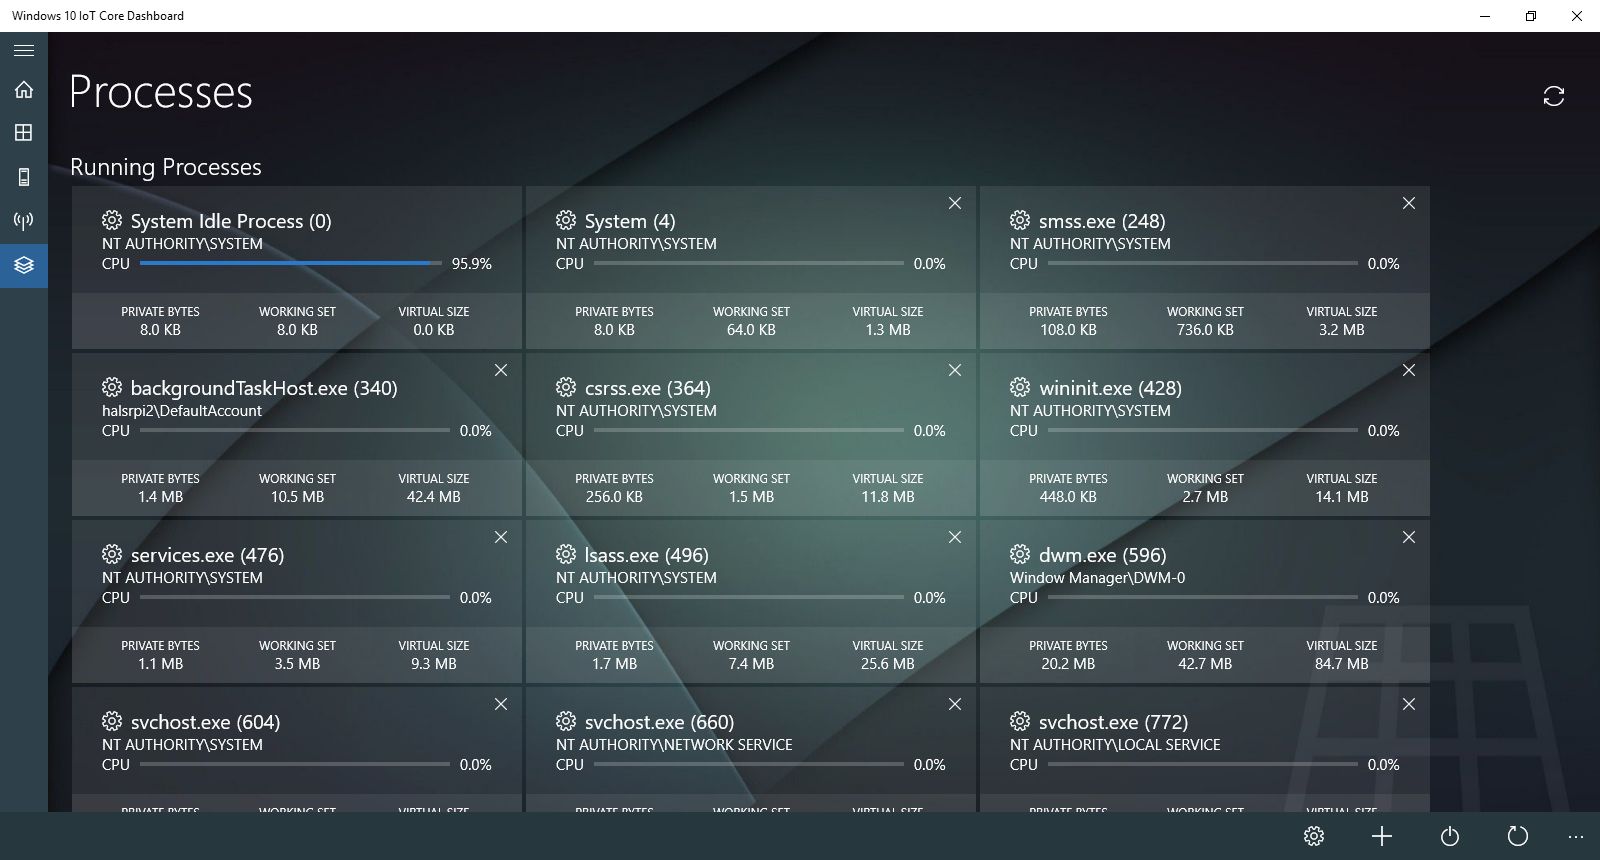 Windows 10 IoT Core Dashboard
Processes
Running Processes
System Idle Process (0)
NT AUTHORITY\SYSTEM
CPU 95.9%
PRIVATE BYTES WORKING SET VIRTUAL SIZE
8.0 KB 8.0 KB 0.0 KB
System (4)
NT AUTHORITY\SYSTEM
CPU 0.0%
PRIVATE BYTES WORKING SET VIRTUAL SIZE
8.0 KB 64.0 KB 1.3 MB
smss.exe (248)
NT AUTHORITY\SYSTEM
CPU 0.0%
PRIVATE BYTES WORKING SET VIRTUAL SIZE
108.0 KB 736.0 KB 3.2 MB
backgroundTaskHost.exe (340)
halsrpi2\DefaultAccount
CPU 0.0%
PRIVATE BYTES WORKING SET VIRTUAL SIZE
1.4 MB 10.5 MB 42.4 MB
csrss.exe (364)
NT AUTHORITY\SYSTEM
CPU 0.0%
PRIVATE BYTES WORKING SET VIRTUAL SIZE
256.0 KB 1.5 MB 11.8 MB
wininit.exe (428)
NT AUTHORITY\SYSTEM
CPU 0.0%
PRIVATE BYTES WORKING SET VIRTUAL SIZE
448.0 KB 2.7 MB 14.1 MB
services.exe (476)
NT AUTHORITY\SYSTEM
CPU 0.0%
PRIVATE BYTES WORKING SET VIRTUAL SIZE
1.1 MB 3.5 MB 9.3 MB
lsass.exe (496)
NT AUTHORITY\SYSTEM
CPU 0.0%
PRIVATE BYTES WORKING SET VIRTUAL SIZE
1.7 MB 7.4 MB 25.6 MB
dwm.exe (596)
Window Manager\DWM-0
CPU 0.0%
PRIVATE BYTES WORKING SET VIRTUAL SIZE
20.2 MB 42.7 MB 84.7 MB
svchost.exe (604)
NT AUTHORITY\SYSTEM
CPU 0.0%
PRIVATE BYTES WORKING SET VIRTUAL SIZE
svchost.exe (660)
NT AUTHORITY\NETWORK SERVICE
CPU 0.0%
PRIVATE BYTES WORKING SET VIRTUAL SIZE
svchost.exe (772)
NT AUTHORITY\LOCAL SERVICE
CPU 0.0%
PRIVATE BYTES WORKING SET VIRTUAL SIZE